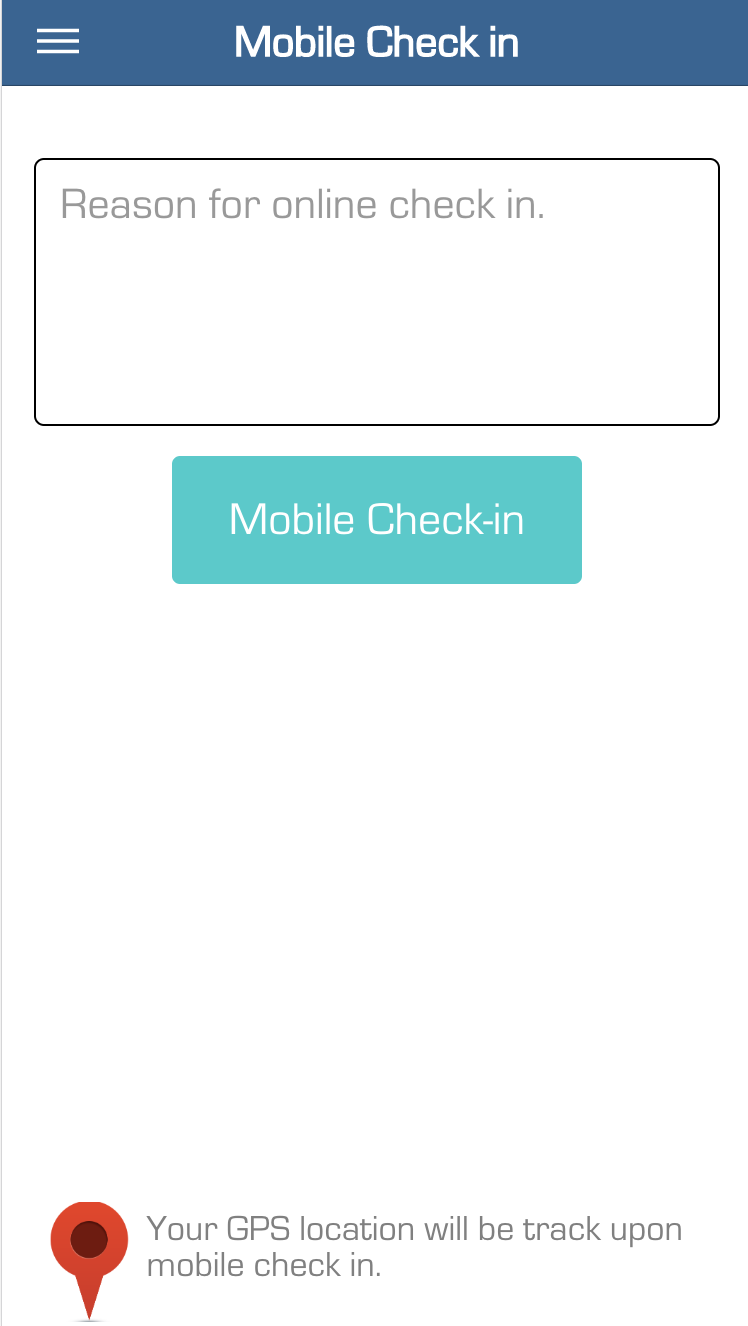 Mobile Check in
Reason for online check in.
Mobile Check-in
Your GPS location will be track upon
mobile check in.